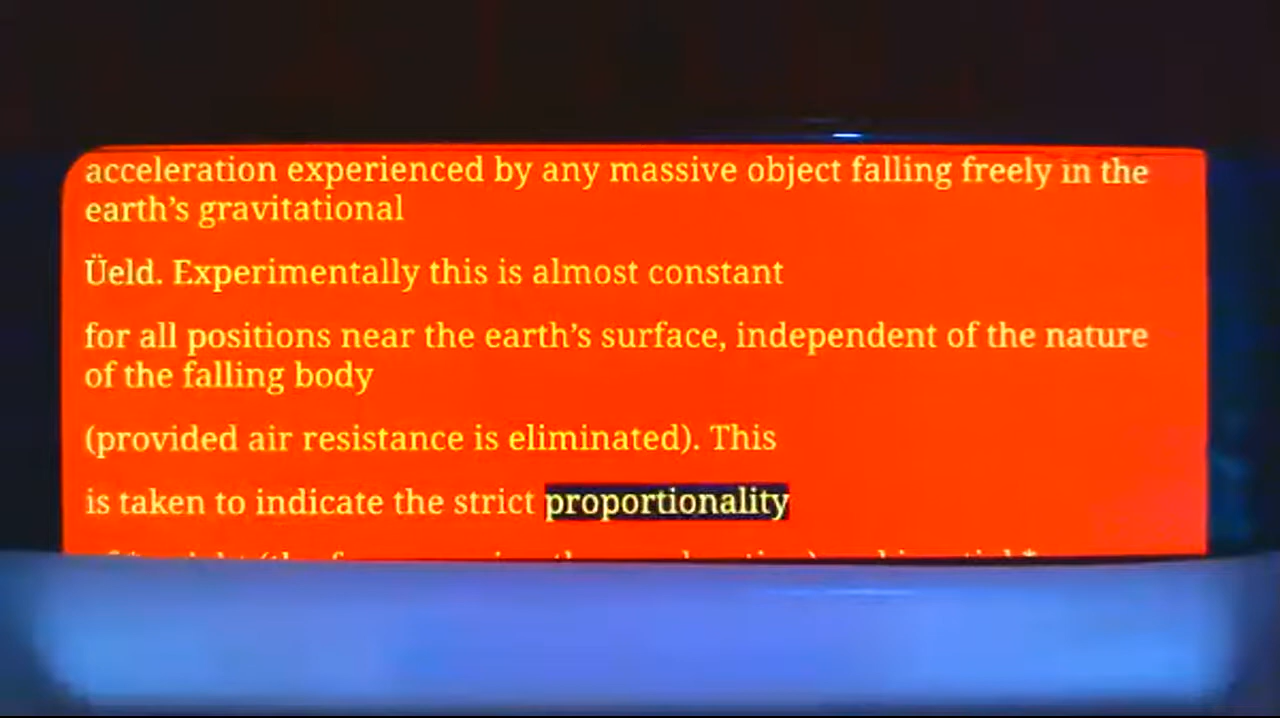 acceleration experienced by any massive object falling freely in the
earth’s gravitational
Üeld. Experimentally this is almost constant
for all positions near the earth’s surface, independent of the nature
of the falling body
(provided air resistance is eliminated). This
is taken to indicate the strict proportionality